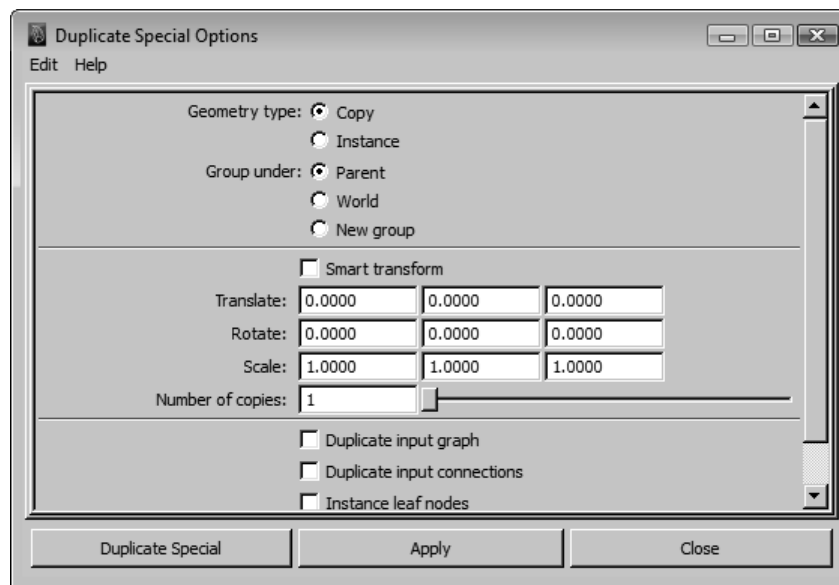 Duplicate Special Options
Edit Help
Geometry type: Copy
Instance
Group under: Parent
World
New group
Smart transform
Translate: 0.0000 0.0000 0.0000
Rotate: 0.0000 0.0000 0.0000
Scale: 1.0000 1.0000 1.0000
Number of copies: 1
Duplicate input graph
Duplicate input connections
Instance leaf nodes
Duplicate Special Apply Close